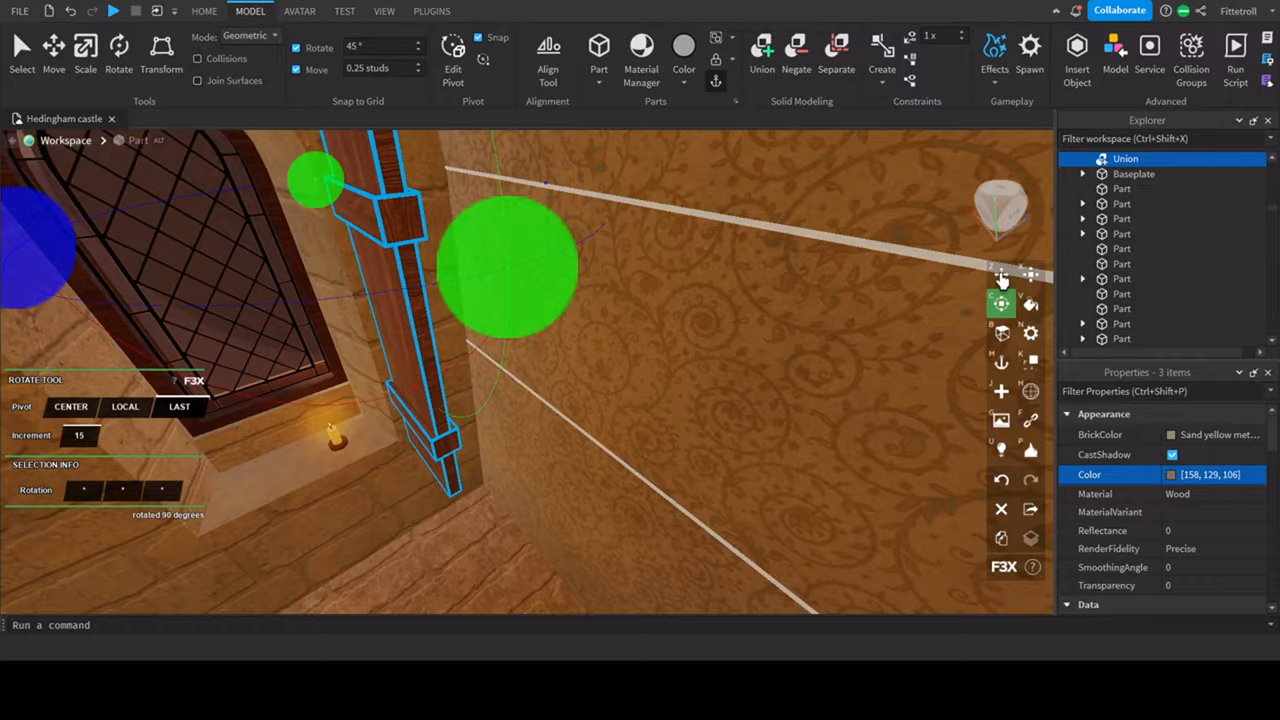 FILE HOME MODEL AVATAR TEST VIEW PLUGINS Collaborate Fittetroll
Mode: Geometric
Collisions
Join Surfaces
Select Move Scale Rotate Transform
Tools
Rotate 45°
Move 0.25 studs
Snap to Grid
Edit Pivot
Snap
Pivot
Align Tool
Alignment
Part Material Manager Color
Parts
Union Negate Separate
Solid Modeling
Create
1 x
Constraints
Effects Spawn
Gameplay
Insert Object Model Service Collision Groups Run Script
Advanced
Hedingham castle
Workspace Part ALT
Explorer
Filter workspace (Ctrl+Shift+X)
Union
Baseplate
Part
Part
Part
Part
Part
Part
Part
Part
Part
Part
Part
Properties - 3 items
Filter Properties (Ctrl+Shift+P)
Appearance
BrickColor Sand yellow met...
CastShadow
Color [158, 129, 106]
Material Wood
MaterialVariant
Reflectance 0
RenderFidelity Precise
SmoothingAngle 0
Transparency 0
Data
ROTATE TOOL ? F3X
Pivot CENTER LOCAL LAST
Increment 15
SELECTION INFO
Rotation
rotated 90 degrees
C
B N
M K
J H
G F
U P
F3X ?
Run a command